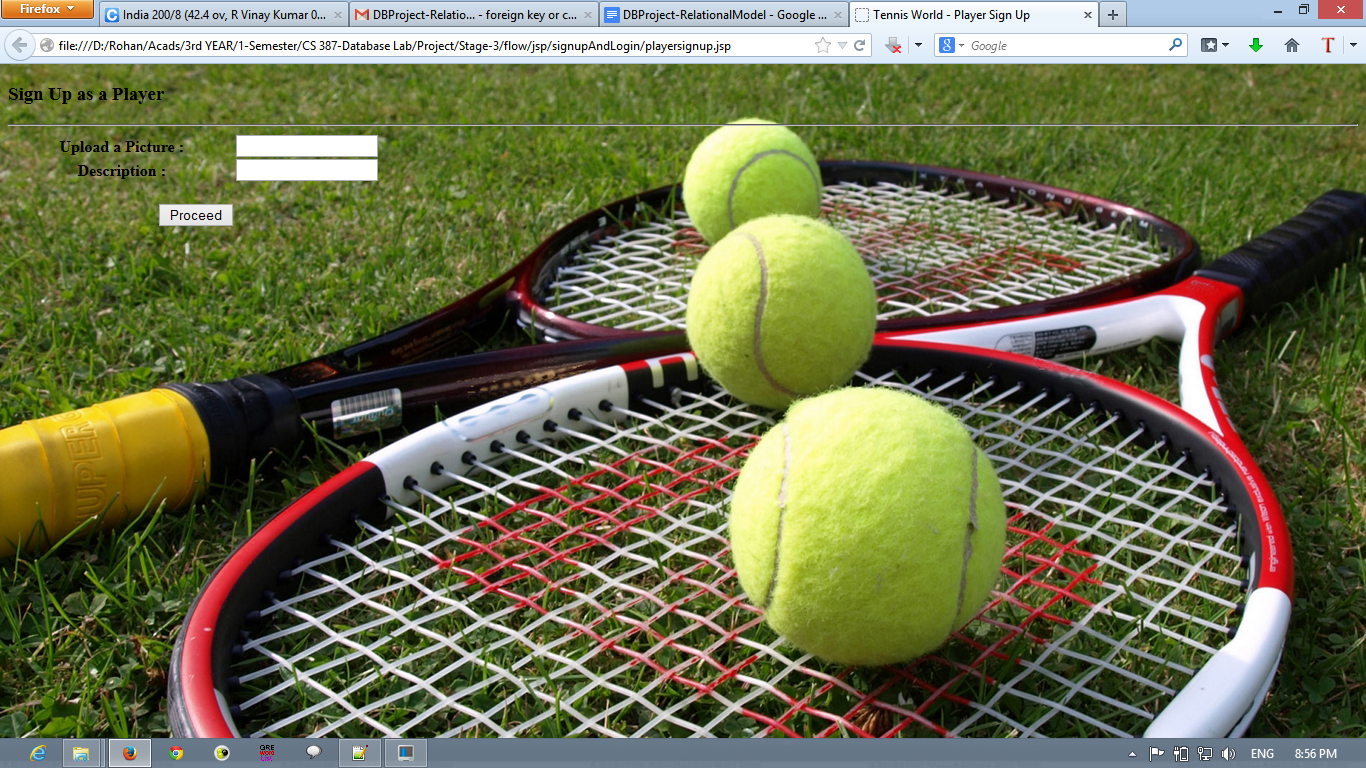 Firefox
India 200/8 (42.4 ov, R Vinay Kumar 0...
DBProject-Relatio... - foreign key or c...
DBProject-RelationalModel - Google ...
Tennis World - Player Sign Up
file:///D:/Rohan/Acads/3rd YEAR/1-Semester/CS 387-Database Lab/Project/Stage-3/flow/jsp/signupAndLogin/playersignup.jsp
Google
Sign Up as a Player
Upload a Picture :
Description :
Proceed
ENG
8:56 PM